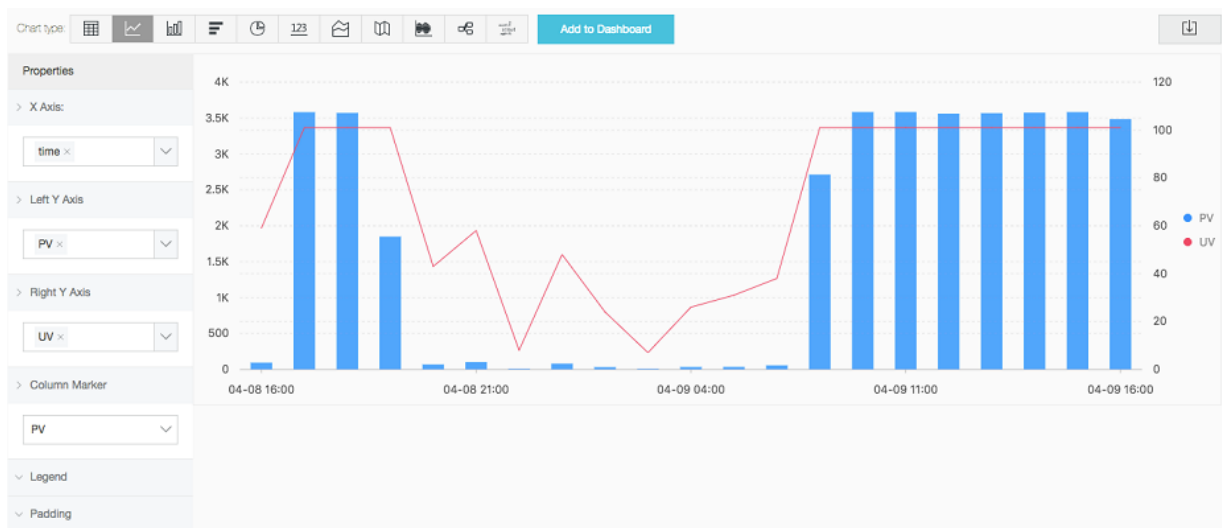 Chart type:
123
Add to Dashboard
Properties
X Axis:
time ×
Left Y Axis
PV ×
Right Y Axis
UV ×
Column Marker
PV
Legend
Padding
4K
3.5K
3K
2.5K
2K
1.5K
1K
500
0
120
100
80
60
40
20
0
04-08 16:00
04-08 21:00
04-09 04:00
04-09 11:00
04-09 16:00
PV
UV